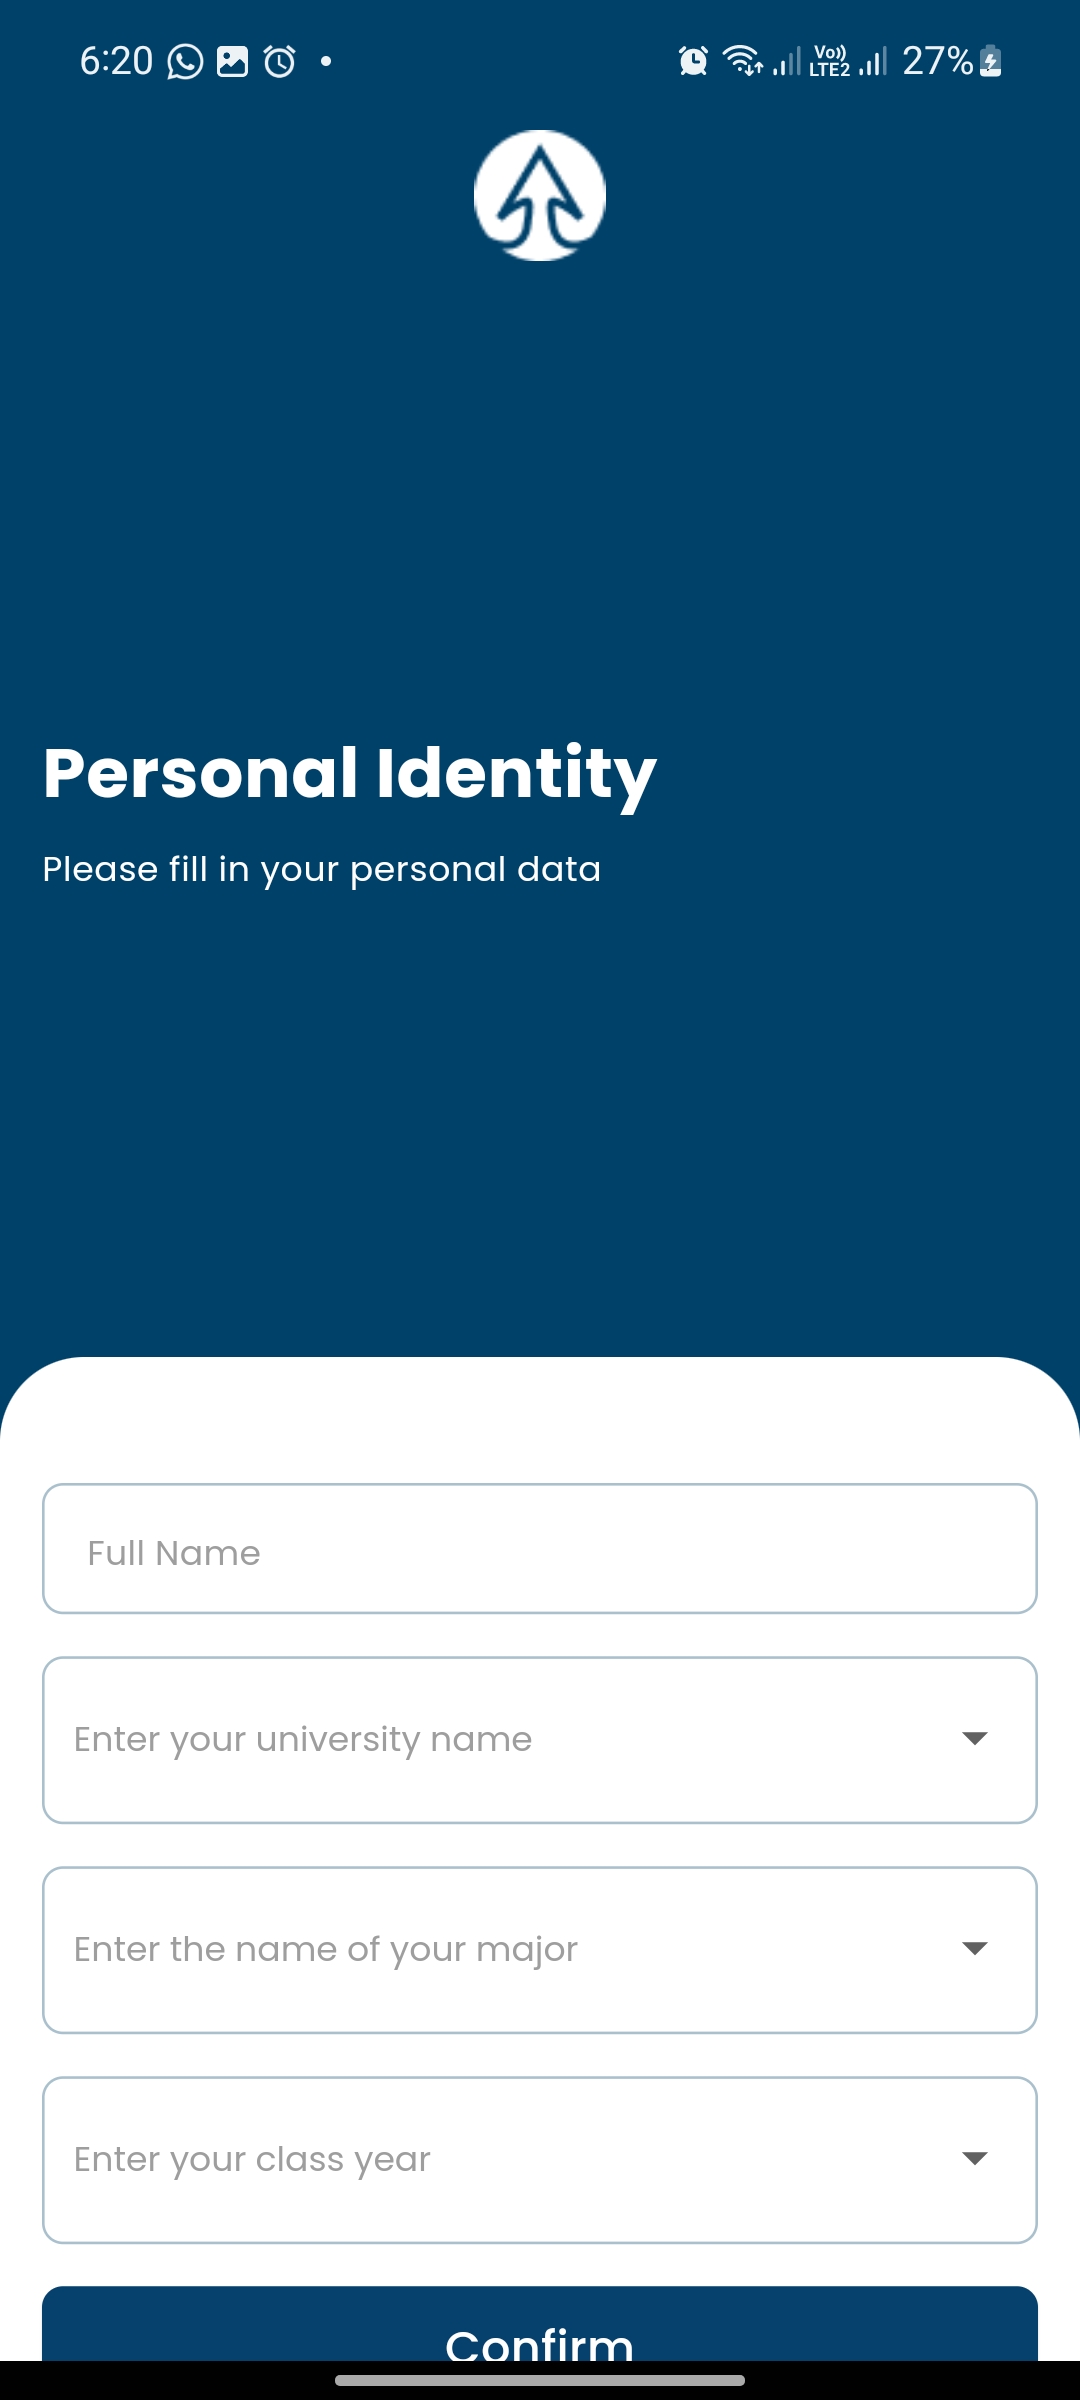 6:20
Vo)) LTE2 27%
Personal Identity
Please fill in your personal data
Full Name
Enter your university name
Enter the name of your major
Enter your class year
Confirm